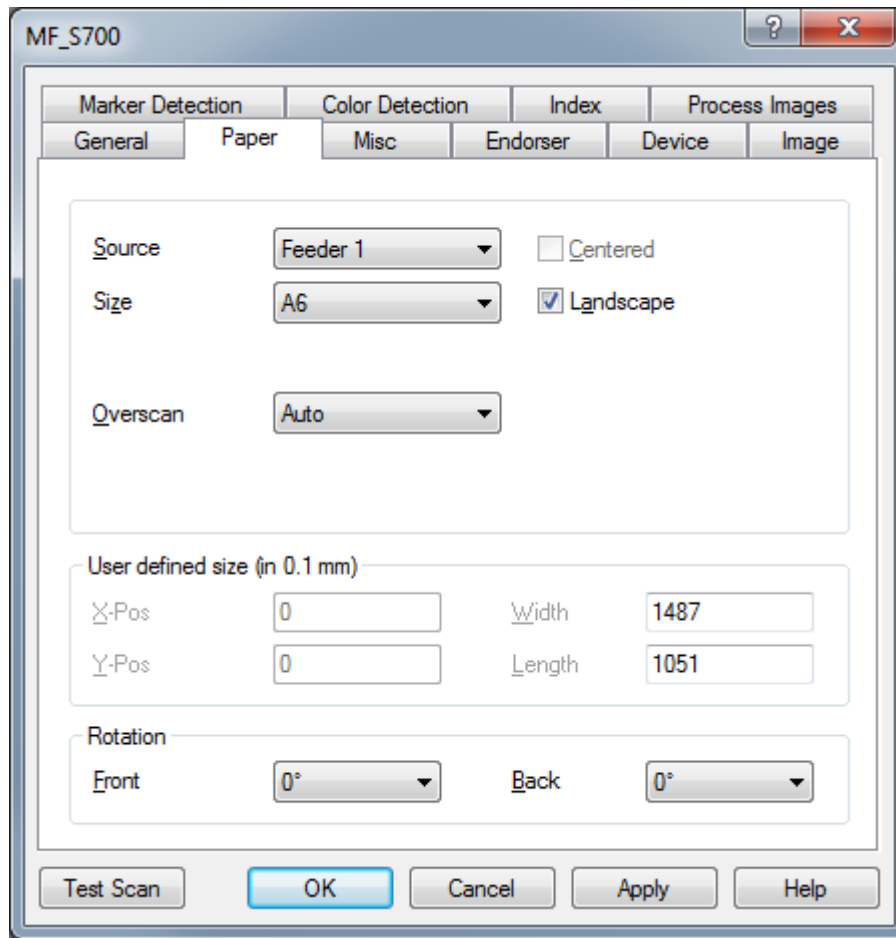 MF_S700
Marker Detection Color Detection Index Process Images
General Paper Misc Endorser Device Image
Source Feeder 1 Centered
Size A6 Landscape
Overscan Auto
User defined size (in 0.1 mm)
X-Pos 0 Width 1487
Y-Pos 0 Length 1051
Rotation
Front 0° Back 0°
Test Scan OK Cancel Apply Help